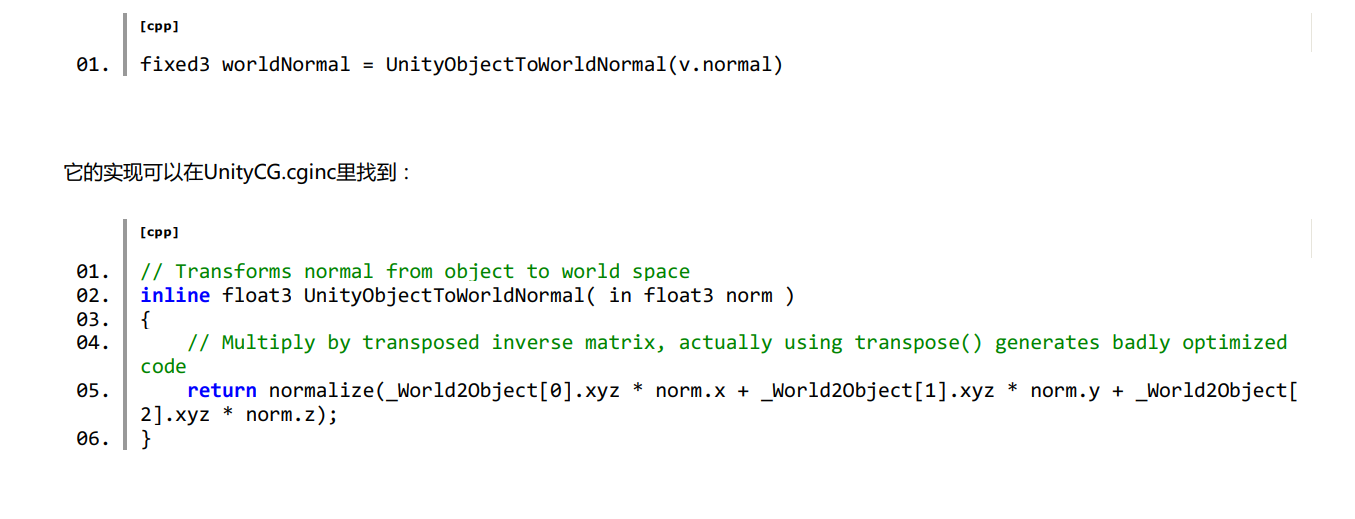 [cpp]
01. fixed3 worldNormal = UnityObjectToWorldNormal(v.normal)
它的实现可以在UnityCG.cginc里找到：
[cpp]
01. // Transforms normal from object to world space
02. inline float3 UnityObjectToWorldNormal( in float3 norm )
03. {
04.     // Multiply by transposed inverse matrix, actually using transpose() generates badly optimized
code
05.     return normalize(_World2Object[0].xyz * norm.x + _World2Object[1].xyz * norm.y + _World2Object[
2].xyz * norm.z);
06. }